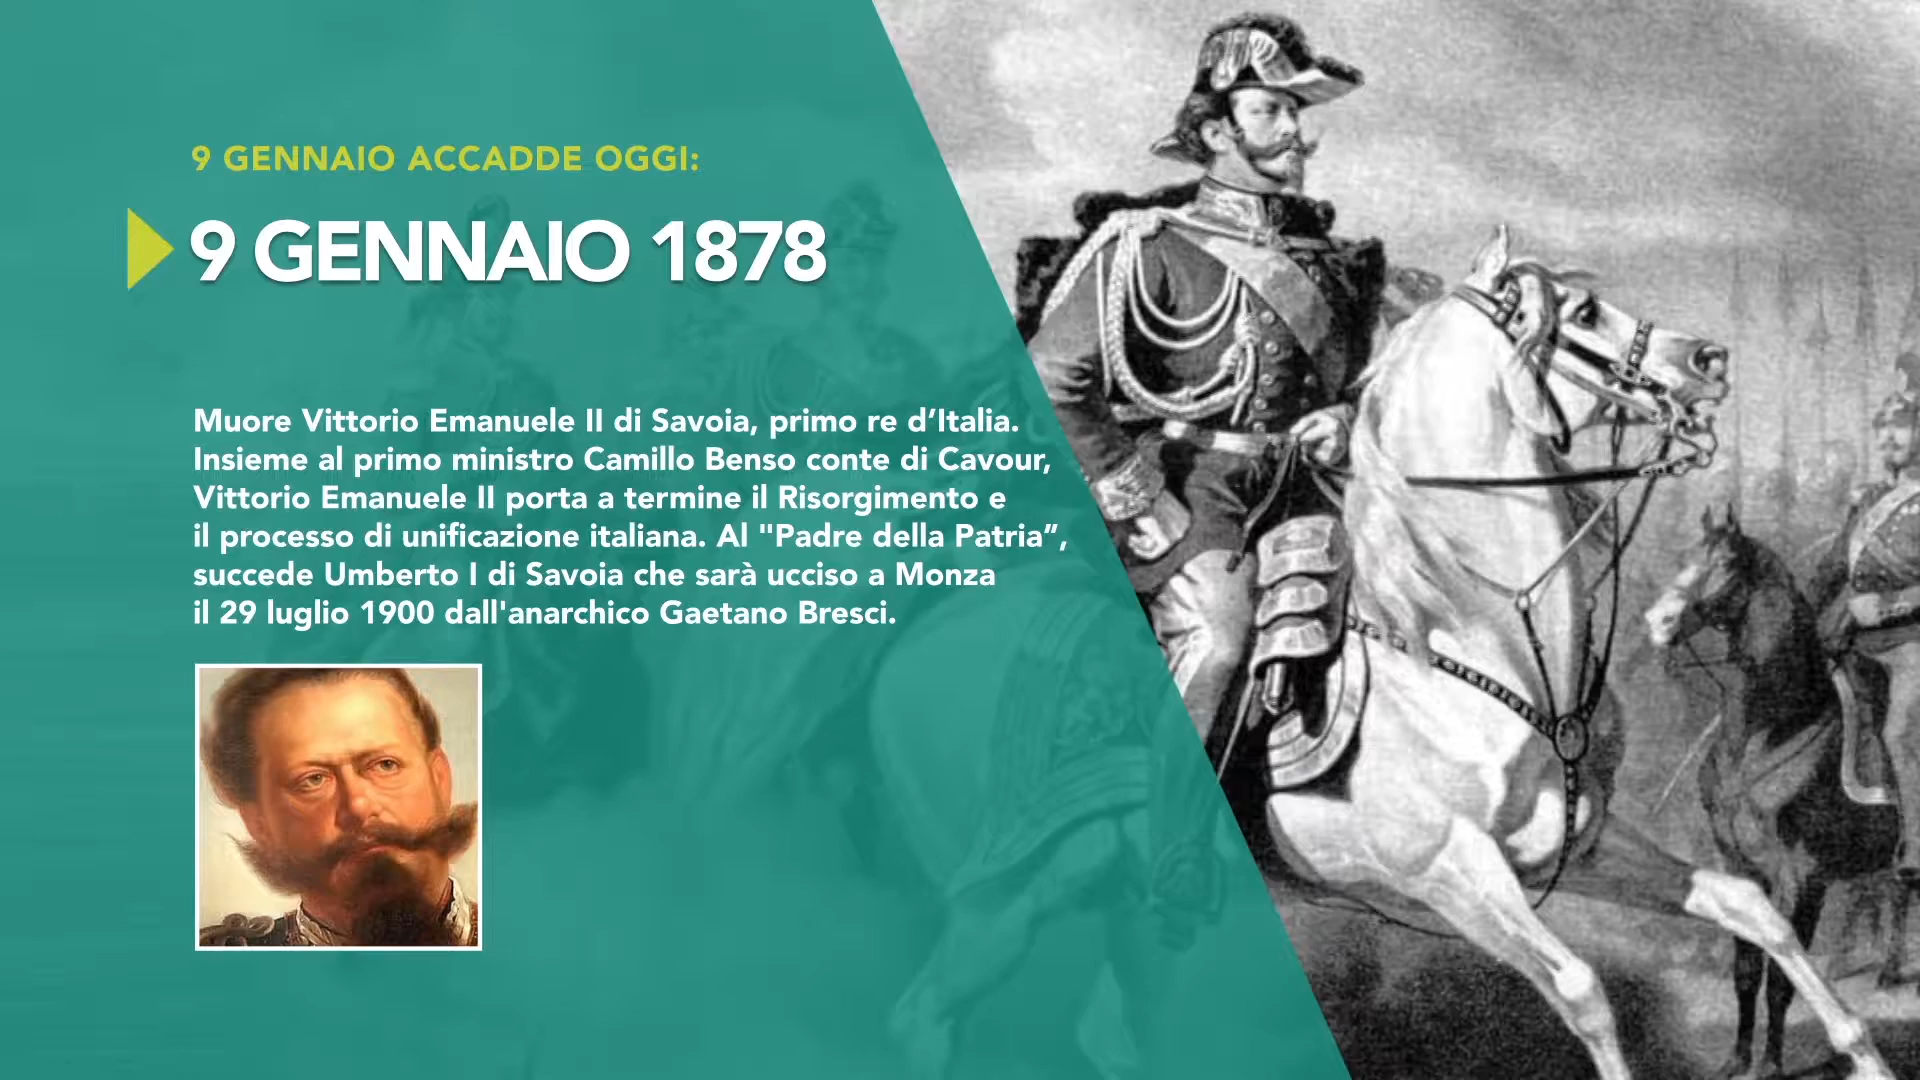 9 GENNAIO ACCADDE OGGI:
9 GENNAIO 1878
Muore Vittorio Emanuele II di Savoia, primo re d’Italia.
Insieme al primo ministro Camillo Benso conte di Cavour,
Vittorio Emanuele II porta a termine il Risorgimento e
il processo di unificazione italiana. Al "Padre della Patria”,
succede Umberto I di Savoia che sarà ucciso a Monza
il 29 luglio 1900 dall'anarchico Gaetano Bresci.